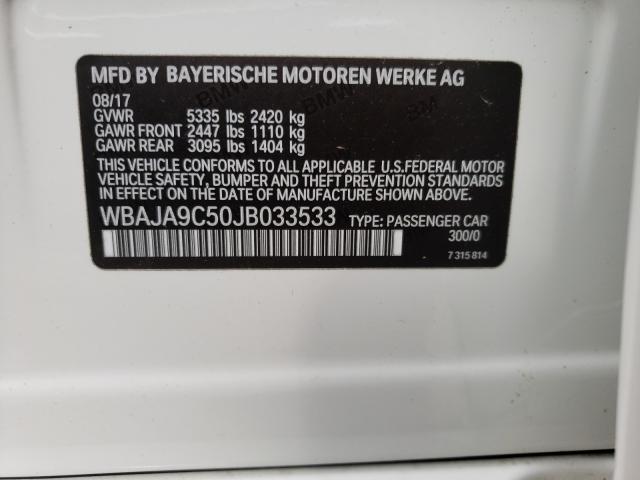 MFD BY BAYERISCHE MOTOREN WERKE AG
08/17
GVWR 5335 lbs 2420 kg
GAWR FRONT 2447 lbs 1110 kg
GAWR REAR 3095 lbs 1404 kg
THIS VEHICLE CONFORMS TO ALL APPLICABLE U.S.FEDERAL MOTOR
VEHICLE SAFETY, BUMPER AND THEFT PREVENTION STANDARDS
IN EFFECT ON THE DATE OF MANUFACTURE SHOWN ABOVE.
WBAJA9C50JB033533 TYPE: PASSENGER CAR
300/0
7 315 814